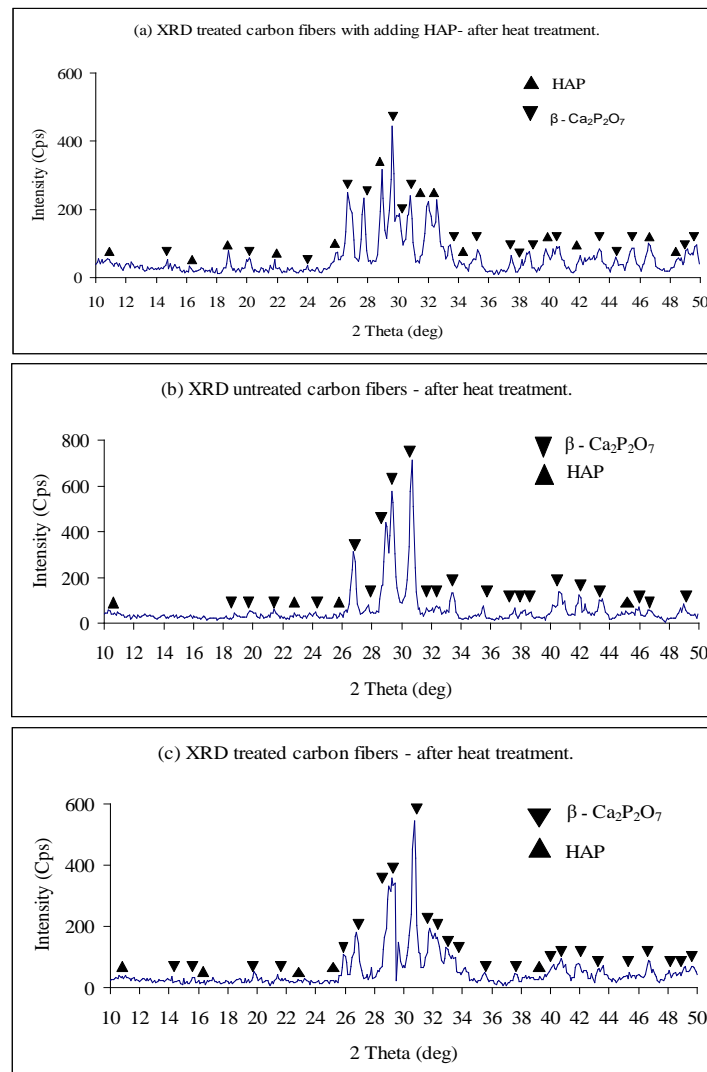 (a) XRD treated carbon fibers with adding HAP- after heat treatment.
600
400
200
0
Intensity (Cps)
HAP
β - Ca₂P₂O₇
10 12 14 16 18 20 22 24 26 28 30 32 34 36 38 40 42 44 46 48 50
2 Theta (deg)
(b) XRD untreated carbon fibers - after heat treatment.
800
600
400
200
0
Intensity (Cps)
β - Ca₂P₂O₇
HAP
10 12 14 16 18 20 22 24 26 28 30 32 34 36 38 40 42 44 46 48 50
2 Theta (deg)
(c) XRD treated carbon fibers - after heat treatment.
600
400
200
0
Intensity (Cps)
β - Ca₂P₂O₇
HAP
10 12 14 16 18 20 22 24 26 28 30 32 34 36 38 40 42 44 46 48 50
2 Theta (deg)